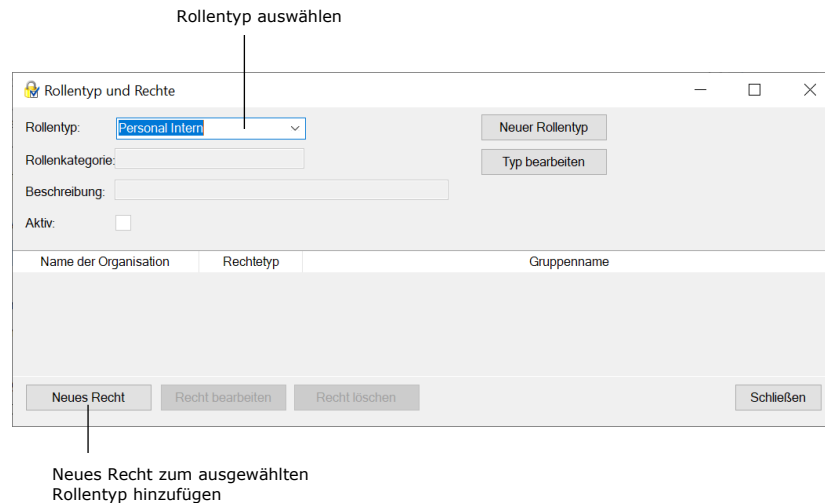 Rollentyp auswählen
Rollentyp und Rechte
Rollentyp: Personal Intern Neuer Rollentyp
Rollenkategorie: Typ bearbeiten
Beschreibung:
Aktiv:
Name der Organisation Rechtetyp Gruppenname
Neues Recht Recht bearbeiten Recht löschen Schließen
Neues Recht zum ausgewählten
Rollentyp hinzufügen